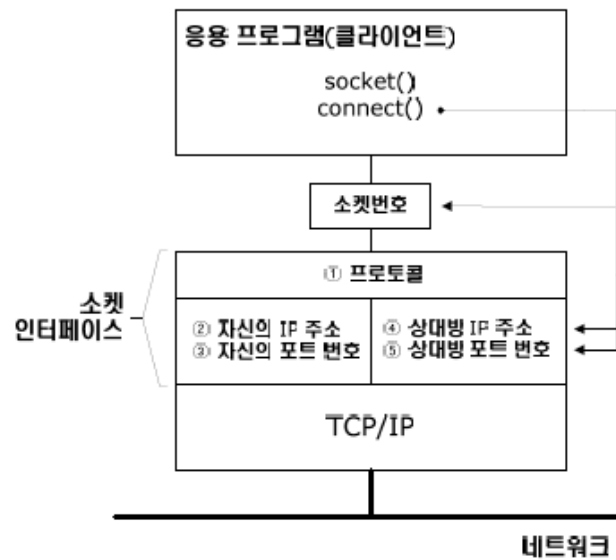 응용 프로그램(클라이언트)
socket()
connect()
소켓번호
① 프로토콜
소켓
인터페이스
② 자신의 IP 주소
③ 자신의 포트 번호
④ 상대빙 IP 주소
⑤ 상대빙 포트 번호
TCP/IP
네트워크